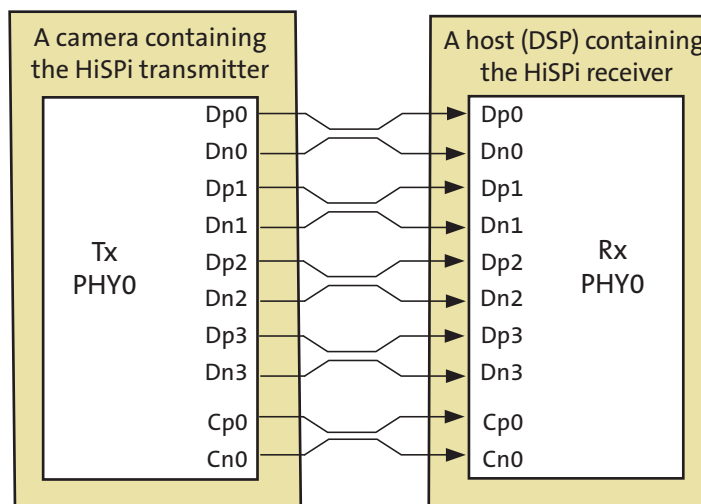 A camera containing
the HiSPi transmitter
A host (DSP) containing
the HiSPi receiver
Tx
PHY0
Dp0
Dn0
Dp1
Dn1
Dp2
Dn2
Dp3
Dn3
Cp0
Cn0
Dp0
Dn0
Dp1
Dn1
Dp2
Dn2
Dp3
Dn3
Cp0
Cn0
Rx
PHY0